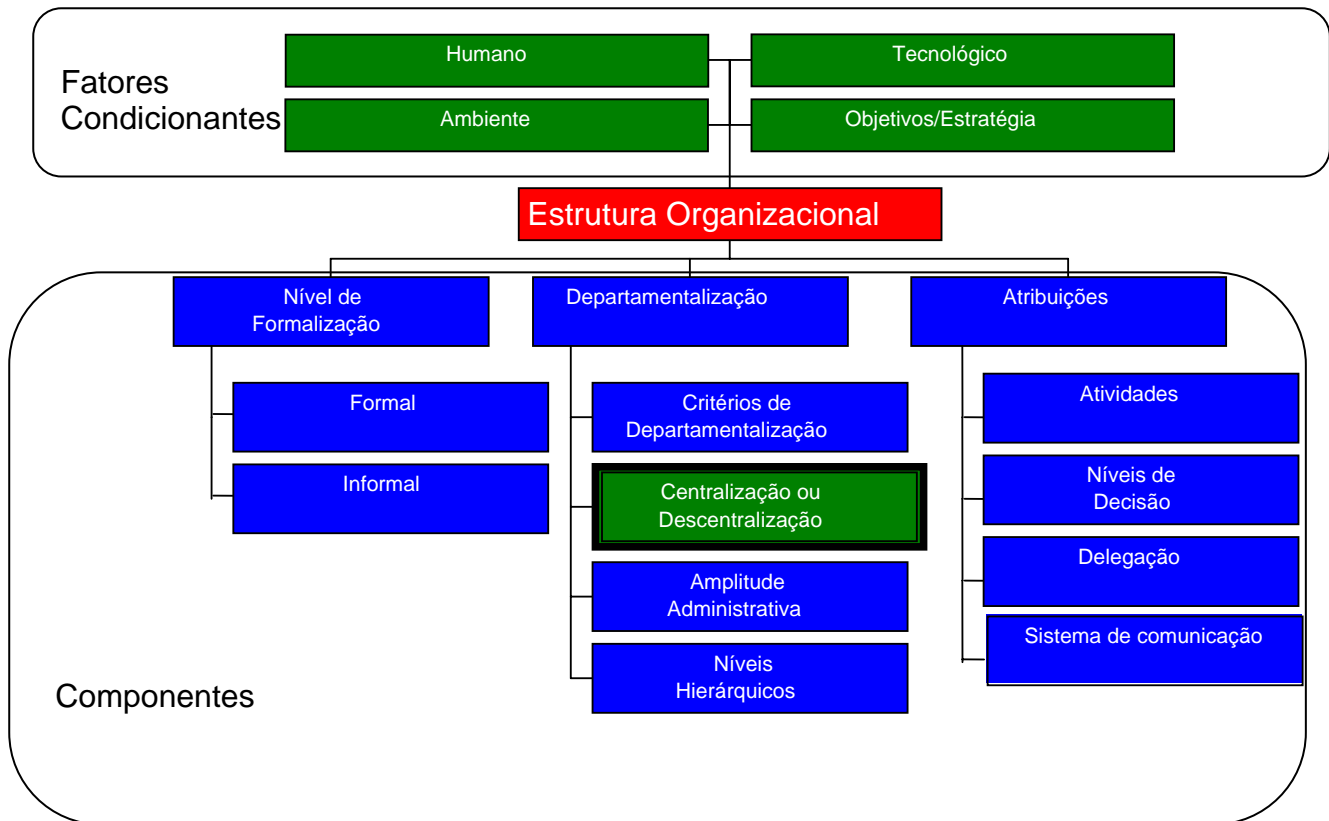 Fatores
Condicionantes
Humano
Tecnológico
Ambiente
Objetivos/Estratégia
Estrutura Organizacional
Nível de
Formalização
Departamentalização
Atribuições
Formal
Informal
Critérios de
Departamentalização
Centralização ou
Descentralização
Amplitude
Administrativa
Níveis
Hierárquicos
Atividades
Níveis de
Decisão
Delegação
Sistema de comunicação
Componentes